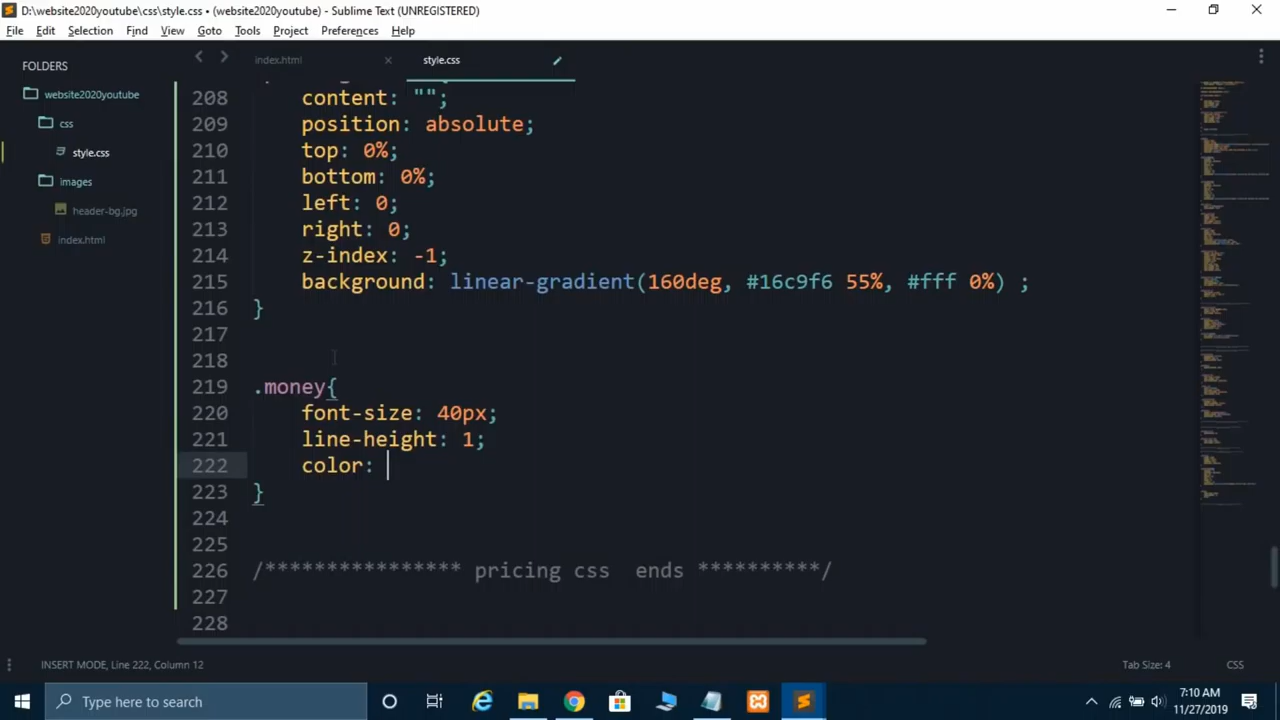 D:\website2020youtube\css\style.css • (website2020youtube) - Sublime Text (UNREGISTERED)
File Edit Selection Find View Goto Tools Project Preferences Help
FOLDERS
website2020youtube
css
style.css
images
header-bg.jpg
index.html
index.html style.css
208 content: "";
209 position: absolute;
210 top: 0%;
211 bottom: 0%;
212 left: 0;
213 right: 0;
214 z-index: -1;
215 background: linear-gradient(160deg, #16c9f6 55%, #fff 0%) ;
216 }
217
218
219 .money{
220 font-size: 40px;
221 line-height: 1;
222 color:
223 }
224
225
226 /**************** pricing css  ends **********/
227
228
INSERT MODE, Line 222, Column 12 Tab Size: 4 CSS
Type here to search
7:10 AM
11/27/2019